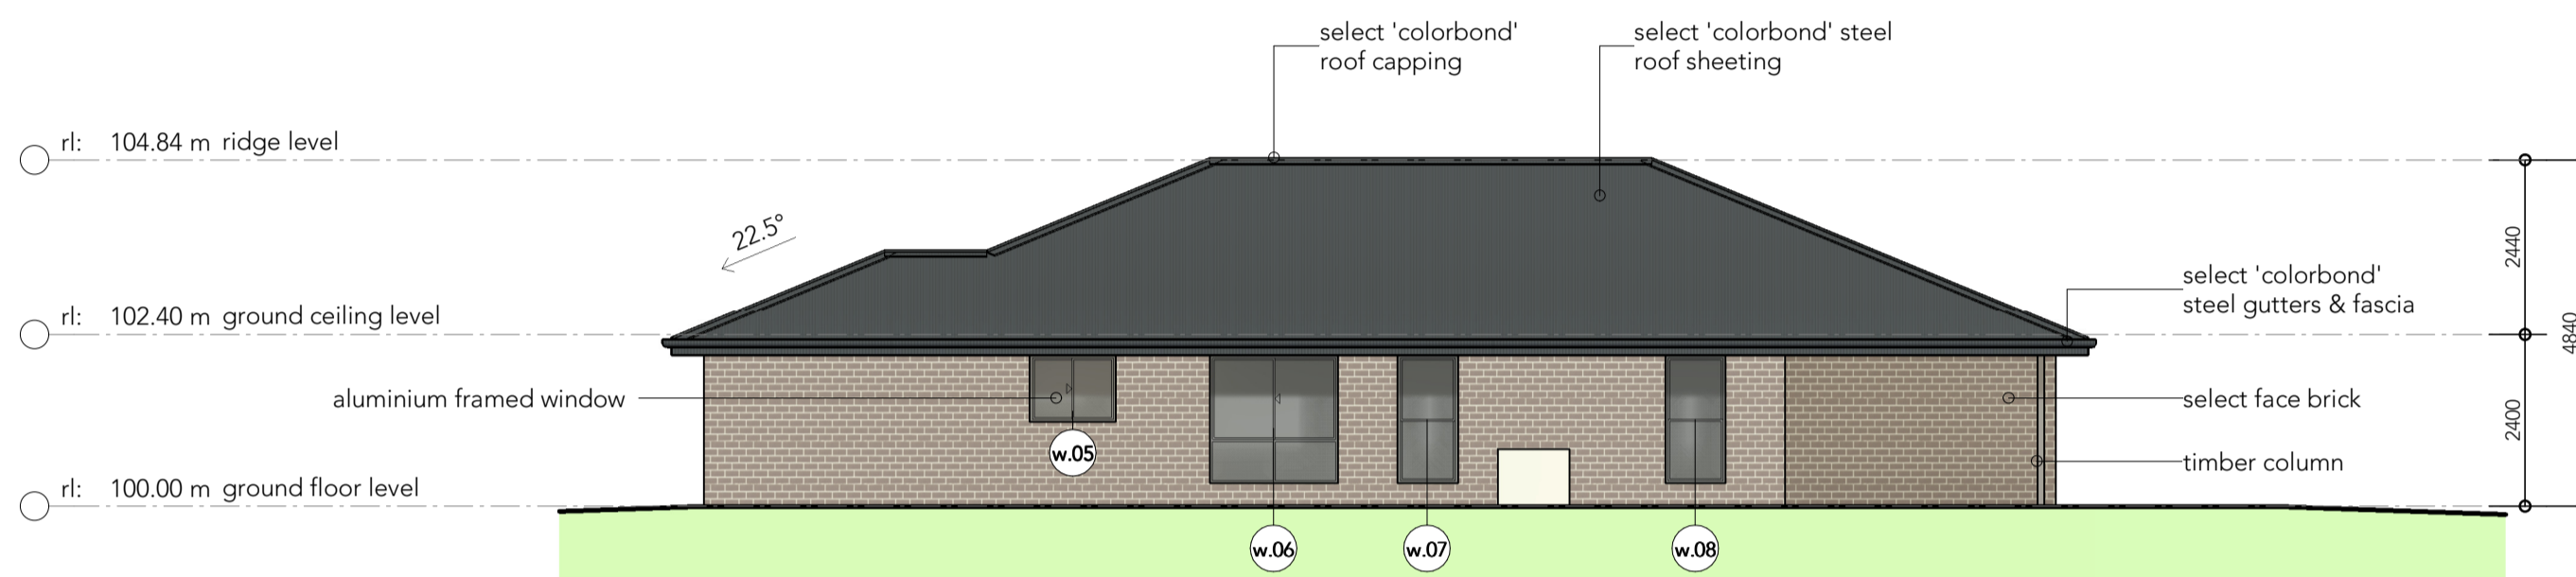 select 'colorbond'
roof capping
select 'colorbond' steel
roof sheeting
rl: 104.84 m ridge level
22.5°
2440
select 'colorbond'
steel gutters & fascia
rl: 102.40 m ground ceiling level
4840
aluminium framed window
select face brick
2400
w.05
timber column
rl: 100.00 m ground floor level
w.06
w.07
w.08